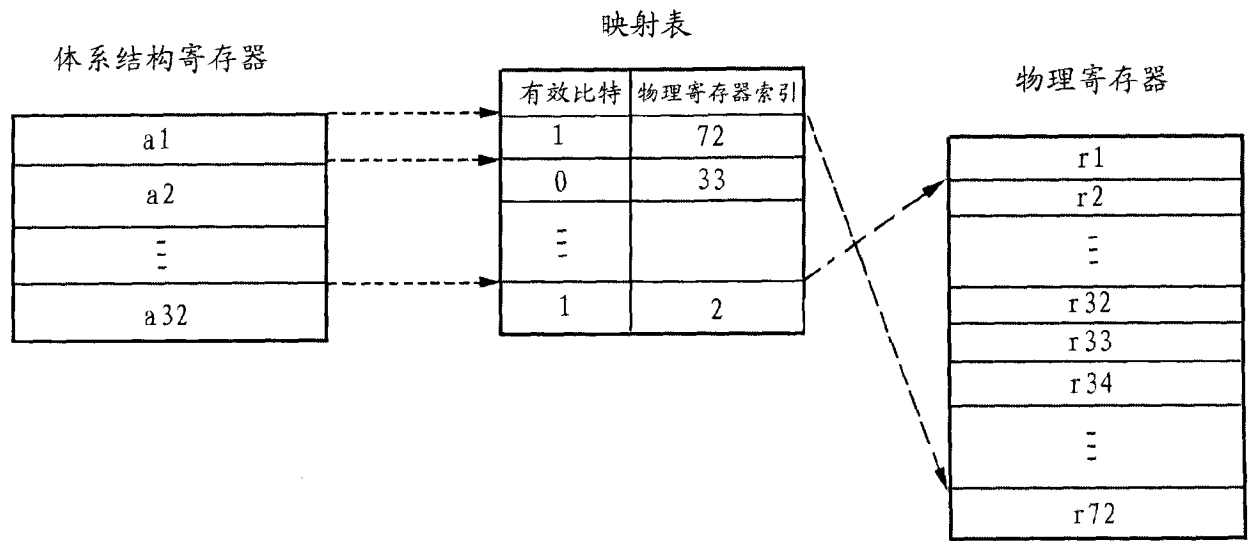 映射表
体系结构寄存器
物理寄存器
有效比特 物理寄存器索引
a1
1 72
a2
0 33
a32
1 2
r1
r2
r32
r33
r34
r72